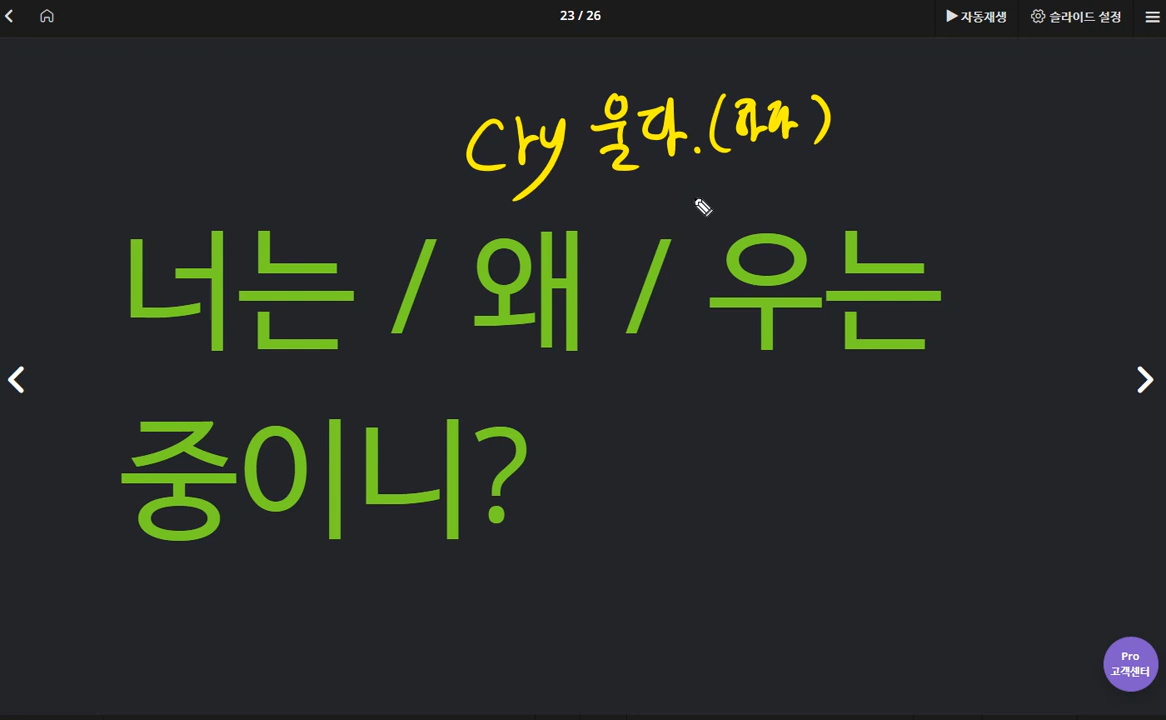 23 / 26
▶자동재생
슬라이드 설정
Cry 울다.
너는 / 왜 / 우는
중이니?
Pro
고객센터